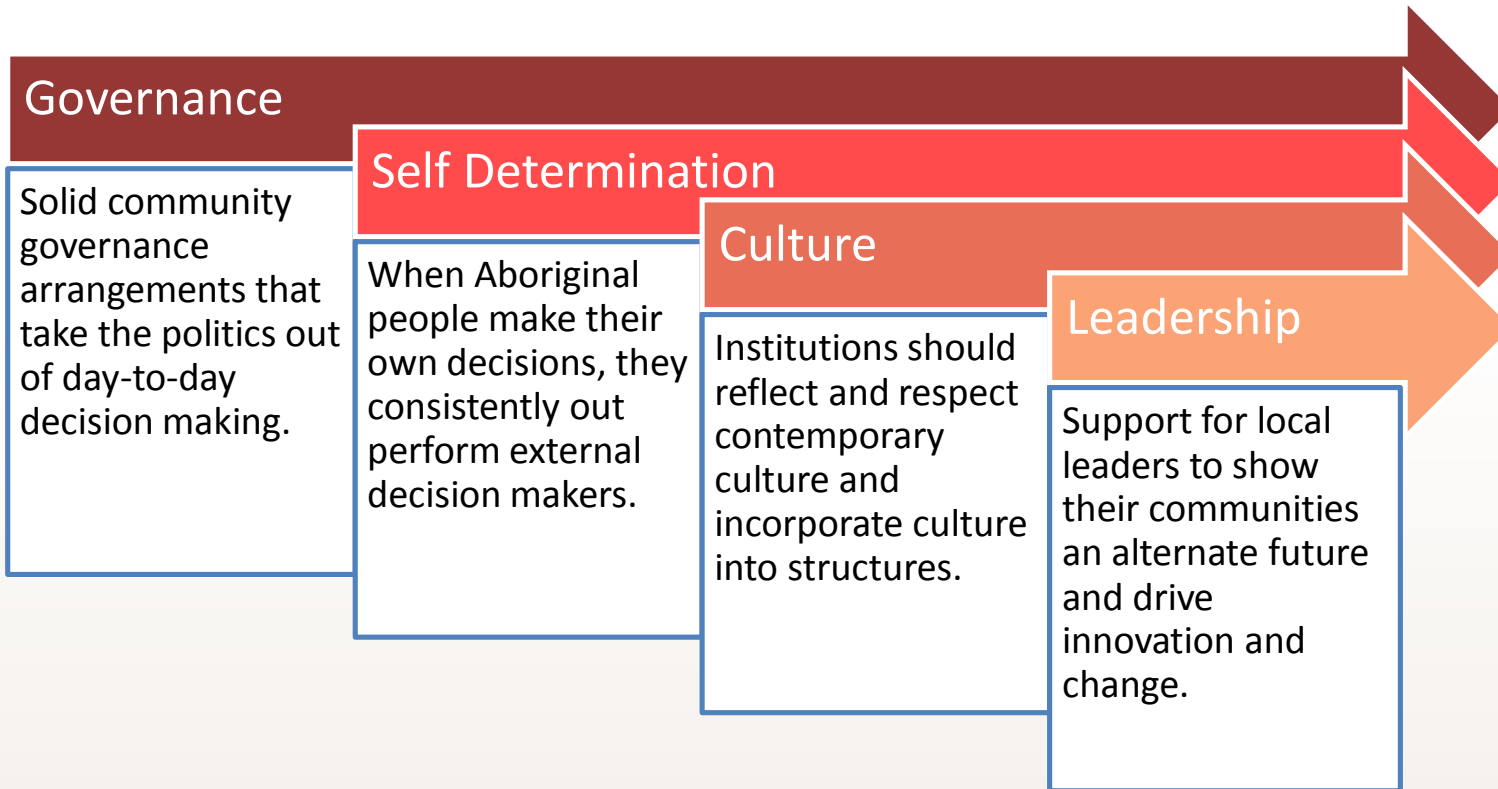 Governance
Solid community
governance
arrangements that
take the politics out
of day-to-day
decision making.
Self Determination
When Aboriginal
people make their
own decisions, they
consistently out
perform external
decision makers.
Culture
Institutions should
reflect and respect
contemporary
culture and
incorporate culture
into structures.
Leadership
Support for local
leaders to show
their communities
an alternate future
and drive
innovation and
change.